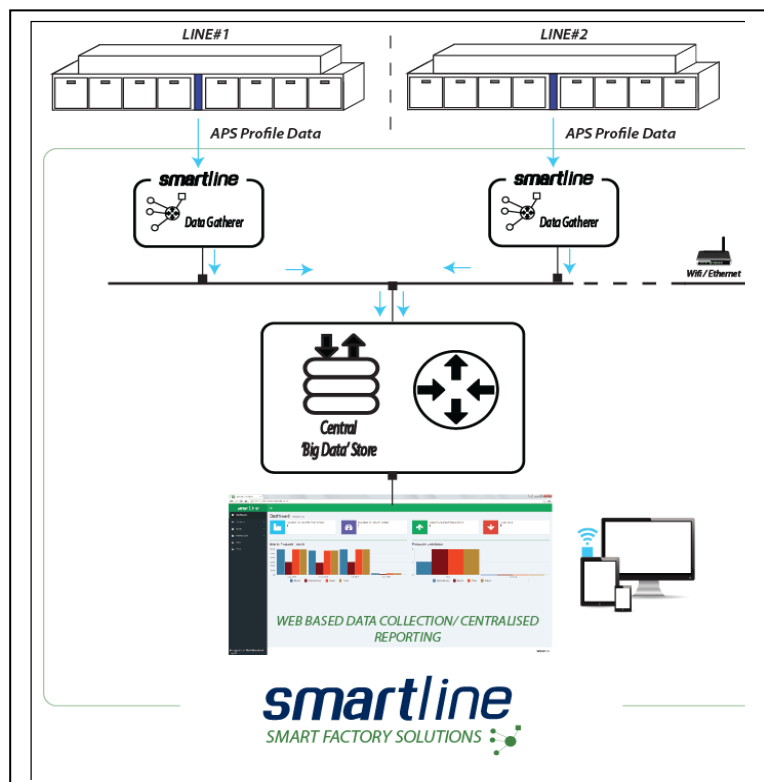 LINE#1
LINE#2
APS Profile Data
APS Profile Data
smartline
Data Gatherer
smartline
Data Gatherer
Wifi / Ethernet
Central
'Big Data' Store
Dashboard
WEB BASED DATA COLLECTION/ CENTRALISED
REPORTING
smartline
SMART FACTORY SOLUTIONS